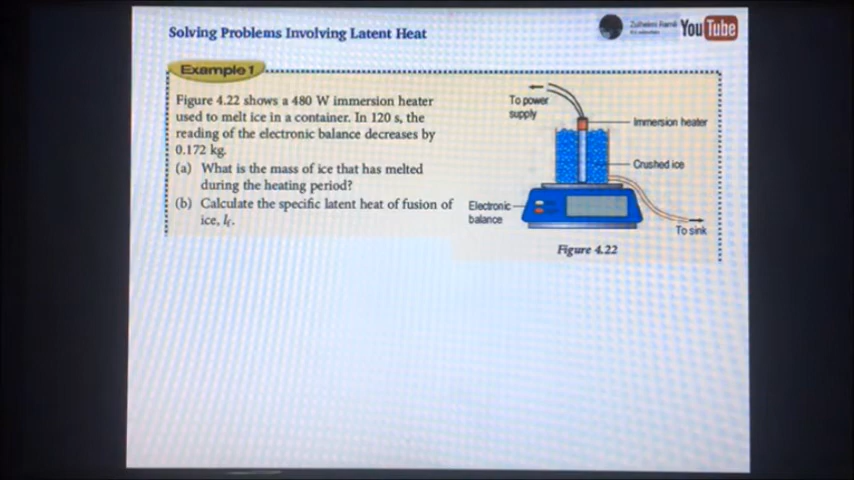 Solving Problems Involving Latent Heat
YouTube
Example 1
Figure 4.22 shows a 480 W immersion heater
used to melt ice in a container. In 120 s, the
reading of the electronic balance decreases by
0.172 kg.
(a) What is the mass of ice that has melted
during the heating period?
(b) Calculate the specific latent heat of fusion of
ice, lf.
To power
supply
Immersion heater
Crushed ice
Electronic
balance
To sink
Figure 4.22